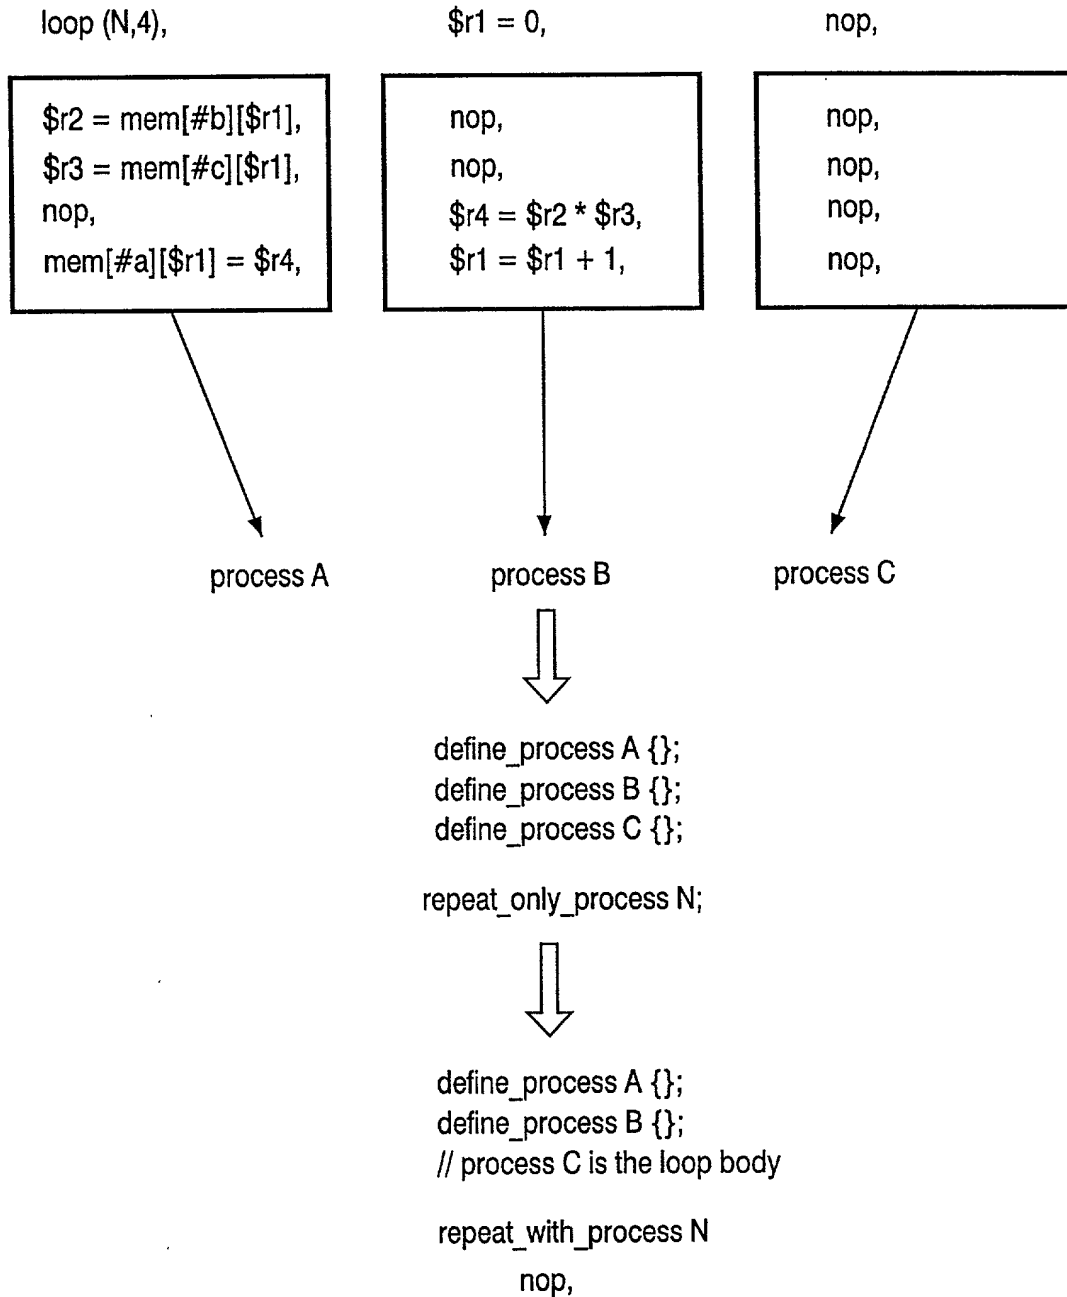 loop (N,4),
$r1 = 0,
nop,
$r2 = mem[#b][$r1],
$r3 = mem[#c][$r1],
nop,
mem[#a][$r1] = $r4,
nop,
nop,
$r4 = $r2 * $r3,
$r1 = $r1 + 1,
nop,
nop,
nop,
nop,
process A
process B
process C
define_process A {};
define_process B {};
define_process C {};
repeat_only_process N;
define_process A {};
define_process B {};
// process C is the loop body
repeat_with_process N
nop,